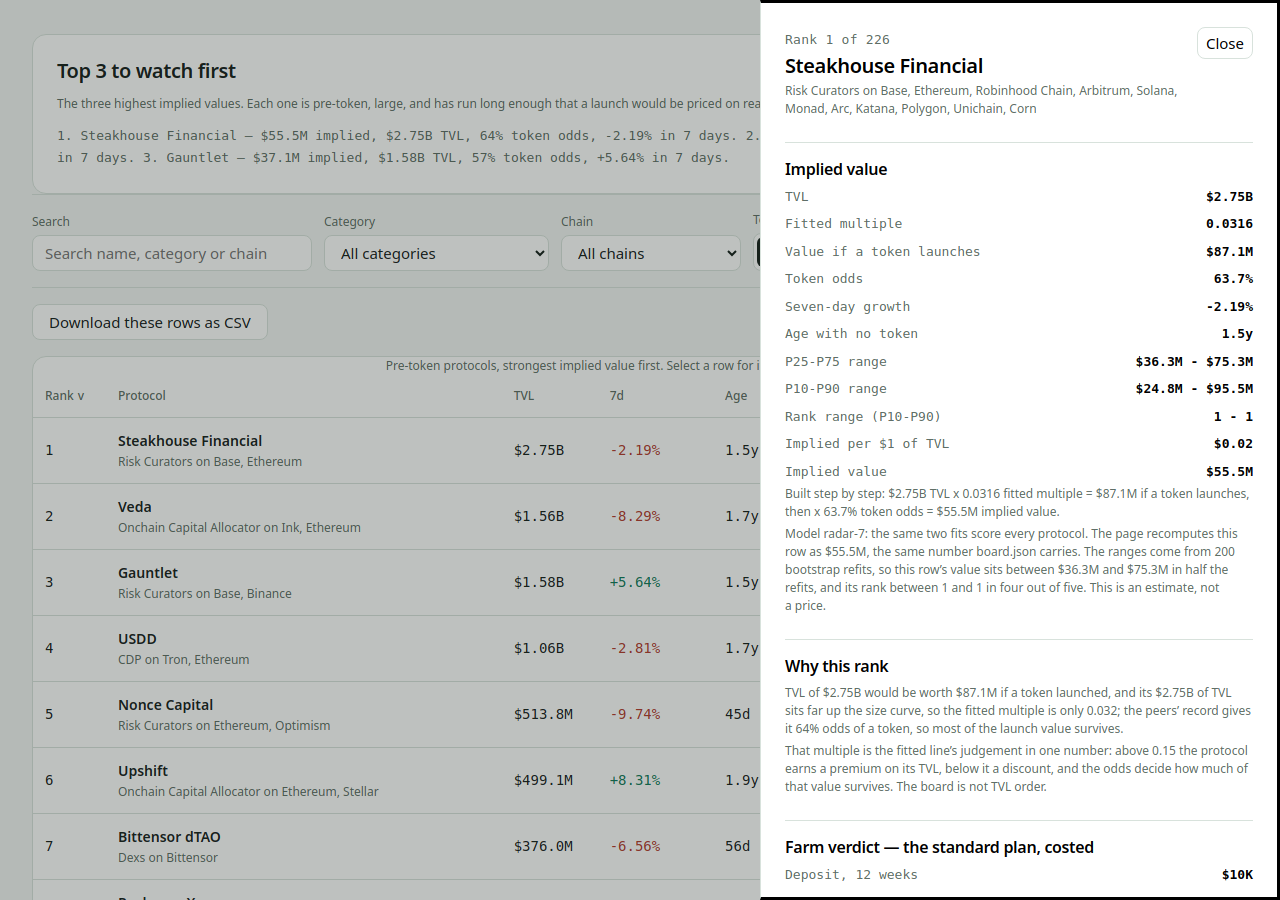 Top 3 to watch first
The three highest implied values. Each one is pre-token, large, and has run long enough that a launch would be priced on
1. Steakhouse Financial — $55.5M implied, $2.75B TVL, 64% token odds, -2.19% in 7 days. 2.
in 7 days. 3. Gauntlet — $37.1M implied, $1.58B TVL, 57% token odds, +5.64% in 7 days.
Search
Category
Chain
Search name, category or chain
All categories
All chains
Download these rows as CSV
Pre-token protocols, strongest implied value first. Select a row for
Rank v
Protocol
TVL
7d
Age
1
Steakhouse Financial
Risk Curators on Base, Ethereum
$2.75B
-2.19%
1.5y
2
Veda
Onchain Capital Allocator on Ink, Ethereum
$1.56B
-8.29%
1.7y
3
Gauntlet
Risk Curators on Base, Binance
$1.58B
+5.64%
1.5y
4
USDD
CDP on Tron, Ethereum
$1.06B
-2.81%
1.7y
5
Nonce Capital
Risk Curators on Ethereum, Optimism
$513.8M
-9.74%
45d
6
Upshift
Onchain Capital Allocator on Ethereum, Stellar
$499.1M
+8.31%
1.9y
7
Bittensor dTAO
Dexs on Bittensor
$376.0M
-6.56%
56d
Rank 1 of 226
Close
Steakhouse Financial
Risk Curators on Base, Ethereum, Robinhood Chain, Arbitrum, Solana,
Monad, Arc, Katana, Polygon, Unichain, Corn
Implied value
TVL $2.75B
Fitted multiple 0.0316
Value if a token launches $87.1M
Token odds 63.7%
Seven-day growth -2.19%
Age with no token 1.5y
P25-P75 range $36.3M - $75.3M
P10-P90 range $24.8M - $95.5M
Rank range (P10-P90) 1 - 1
Implied per $1 of TVL $0.02
Implied value $55.5M
Built step by step: $2.75B TVL x 0.0316 fitted multiple = $87.1M if a token launches,
then x 63.7% token odds = $55.5M implied value.
Model radar-7: the same two fits score every protocol. The page recomputes this
row as $55.5M, the same number board.json carries. The ranges come from 200
bootstrap refits, so this row's value sits between $36.3M and $75.3M in half the
refits, and its rank between 1 and 1 in four out of five. This is an estimate, not
a price.
Why this rank
TVL of $2.75B would be worth $87.1M if a token launched, and its $2.75B of TVL
sits far up the size curve, so the fitted multiple is only 0.032; the peers' record gives
it 64% odds of a token, so most of the launch value survives.
That multiple is the fitted line's judgement in one number: above 0.15 the protocol
earns a premium on its TVL, below it a discount, and the odds decide how much of
that value survives. The board is not TVL order.
Farm verdict — the standard plan, costed
Deposit, 12 weeks $10K